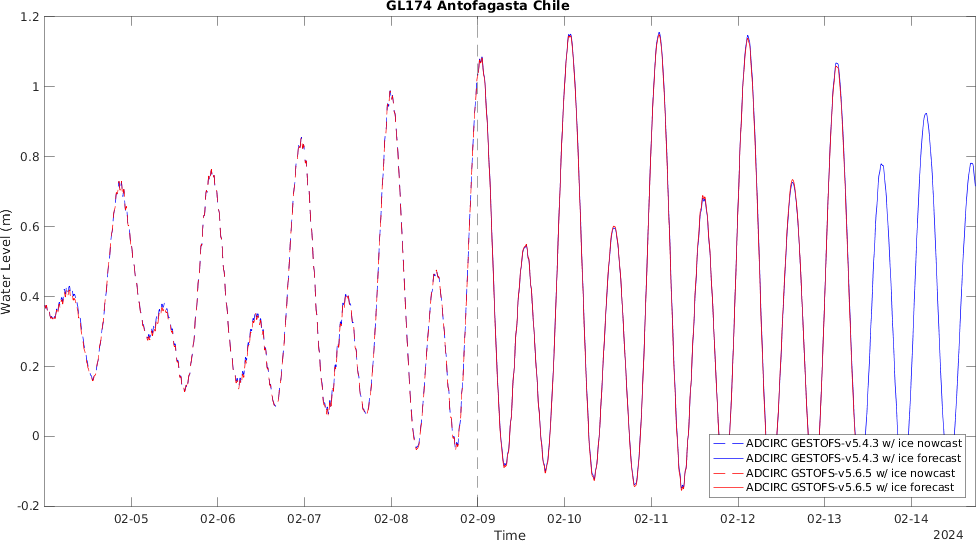 GL174 Antofagasta Chile
1.2
1
0.8
0.6
0.4
0.2
0
-0.2
Water Level (m)
ADCIRC GESTOFS-v5.4.3 w/ ice nowcast
ADCIRC GESTOFS-v5.4.3 w/ ice forecast
ADCIRC GSTOFS-v5.6.5 w/ ice nowcast
ADCIRC GSTOFS-v5.6.5 w/ ice forecast
02-05 02-06 02-07 02-08 02-09 02-10 02-11 02-12 02-13 02-14
Time 2024